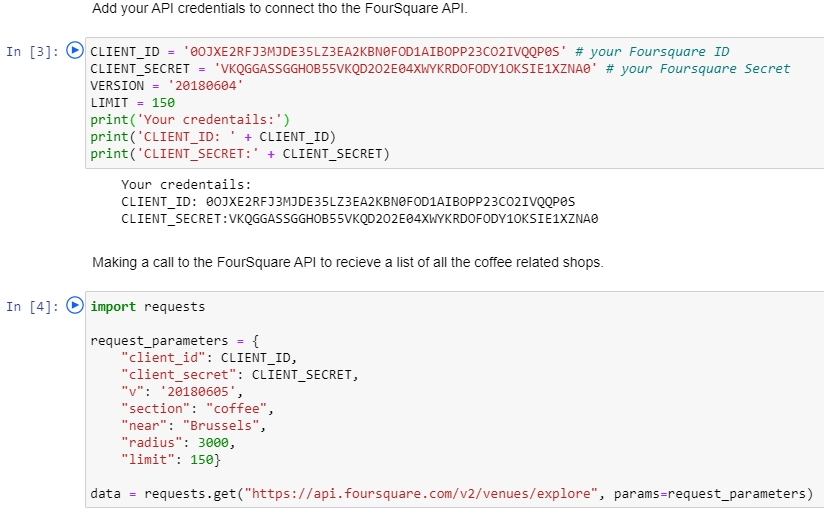 Add your API credentials to connect tho the FourSquare API.
In [3]:
CLIENT_ID = '0OJXE2RFJ3MJDE35LZ3EA2KBN0FOD1AIBOPP23CO2IVQQP0S' # your Foursquare ID
CLIENT_SECRET = 'VKQGGASSGGHOB55VKQD2O2E04XWYKRDOFODY1OKSIE1XZNA0' # your Foursquare Secret
VERSION = '20180604'
LIMIT = 150
print('Your credentails:')
print('CLIENT_ID: ' + CLIENT_ID)
print('CLIENT_SECRET:' + CLIENT_SECRET)
Your credentails:
CLIENT_ID: 0OJXE2RFJ3MJDE35LZ3EA2KBN0FOD1AIBOPP23CO2IVQQP0S
CLIENT_SECRET:VKQGGASSGGHOB55VKQD2O2E04XWYKRDOFODY1OKSIE1XZNA0
Making a call to the FourSquare API to recieve a list of all the coffee related shops.
In [4]:
import requests
request_parameters = {
"client_id": CLIENT_ID,
"client_secret": CLIENT_SECRET,
"v": '20180605',
"section": "coffee",
"near": "Brussels",
"radius": 3000,
"limit": 150}
data = requests.get("https://api.foursquare.com/v2/venues/explore", params=request_parameters)